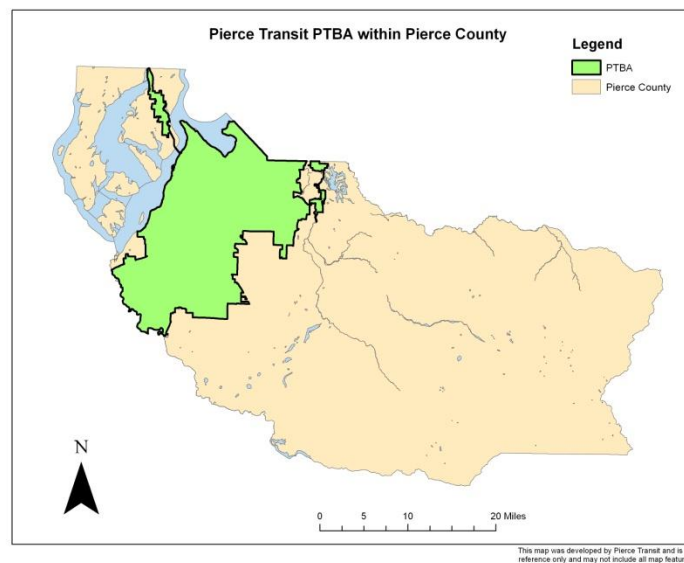 Pierce Transit PTBA within Pierce County
Legend
PTBA
Pierce County
N
0 5 10 20 Miles
This map was developed by Pierce Transit and is
reference only and may not include all map featur